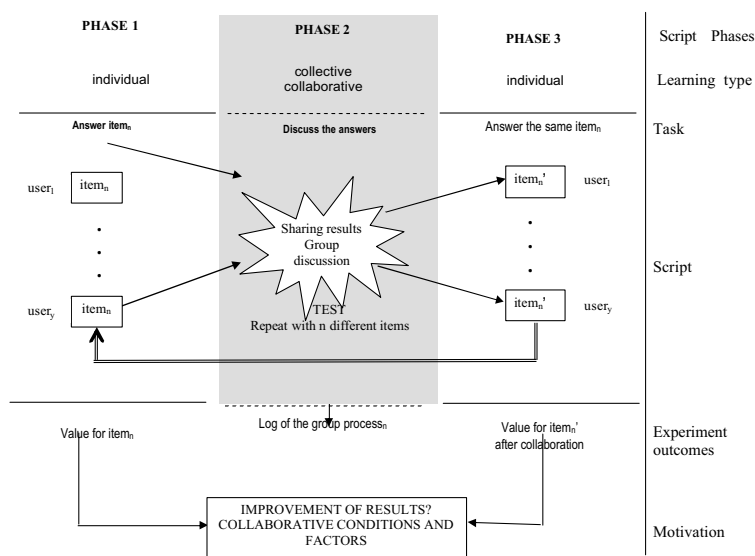 PHASE 1 PHASE 2 PHASE 3 Script Phases
individual collective individual Learning type
collaborative
Answer itemₙ Discuss the answers Answer the same itemₙ Task
user₁ itemₙ itemₙ' user₁
Sharing results
Group
discussion
Script
userᵧ itemₙ itemₙ' userᵧ
TEST
Repeat with n different items
Value for itemₙ Log of the group processₙ Value for itemₙ' Experiment
after collaboration outcomes
IMPROVEMENT OF RESULTS?
COLLABORATIVE CONDITIONS AND
FACTORS
Motivation